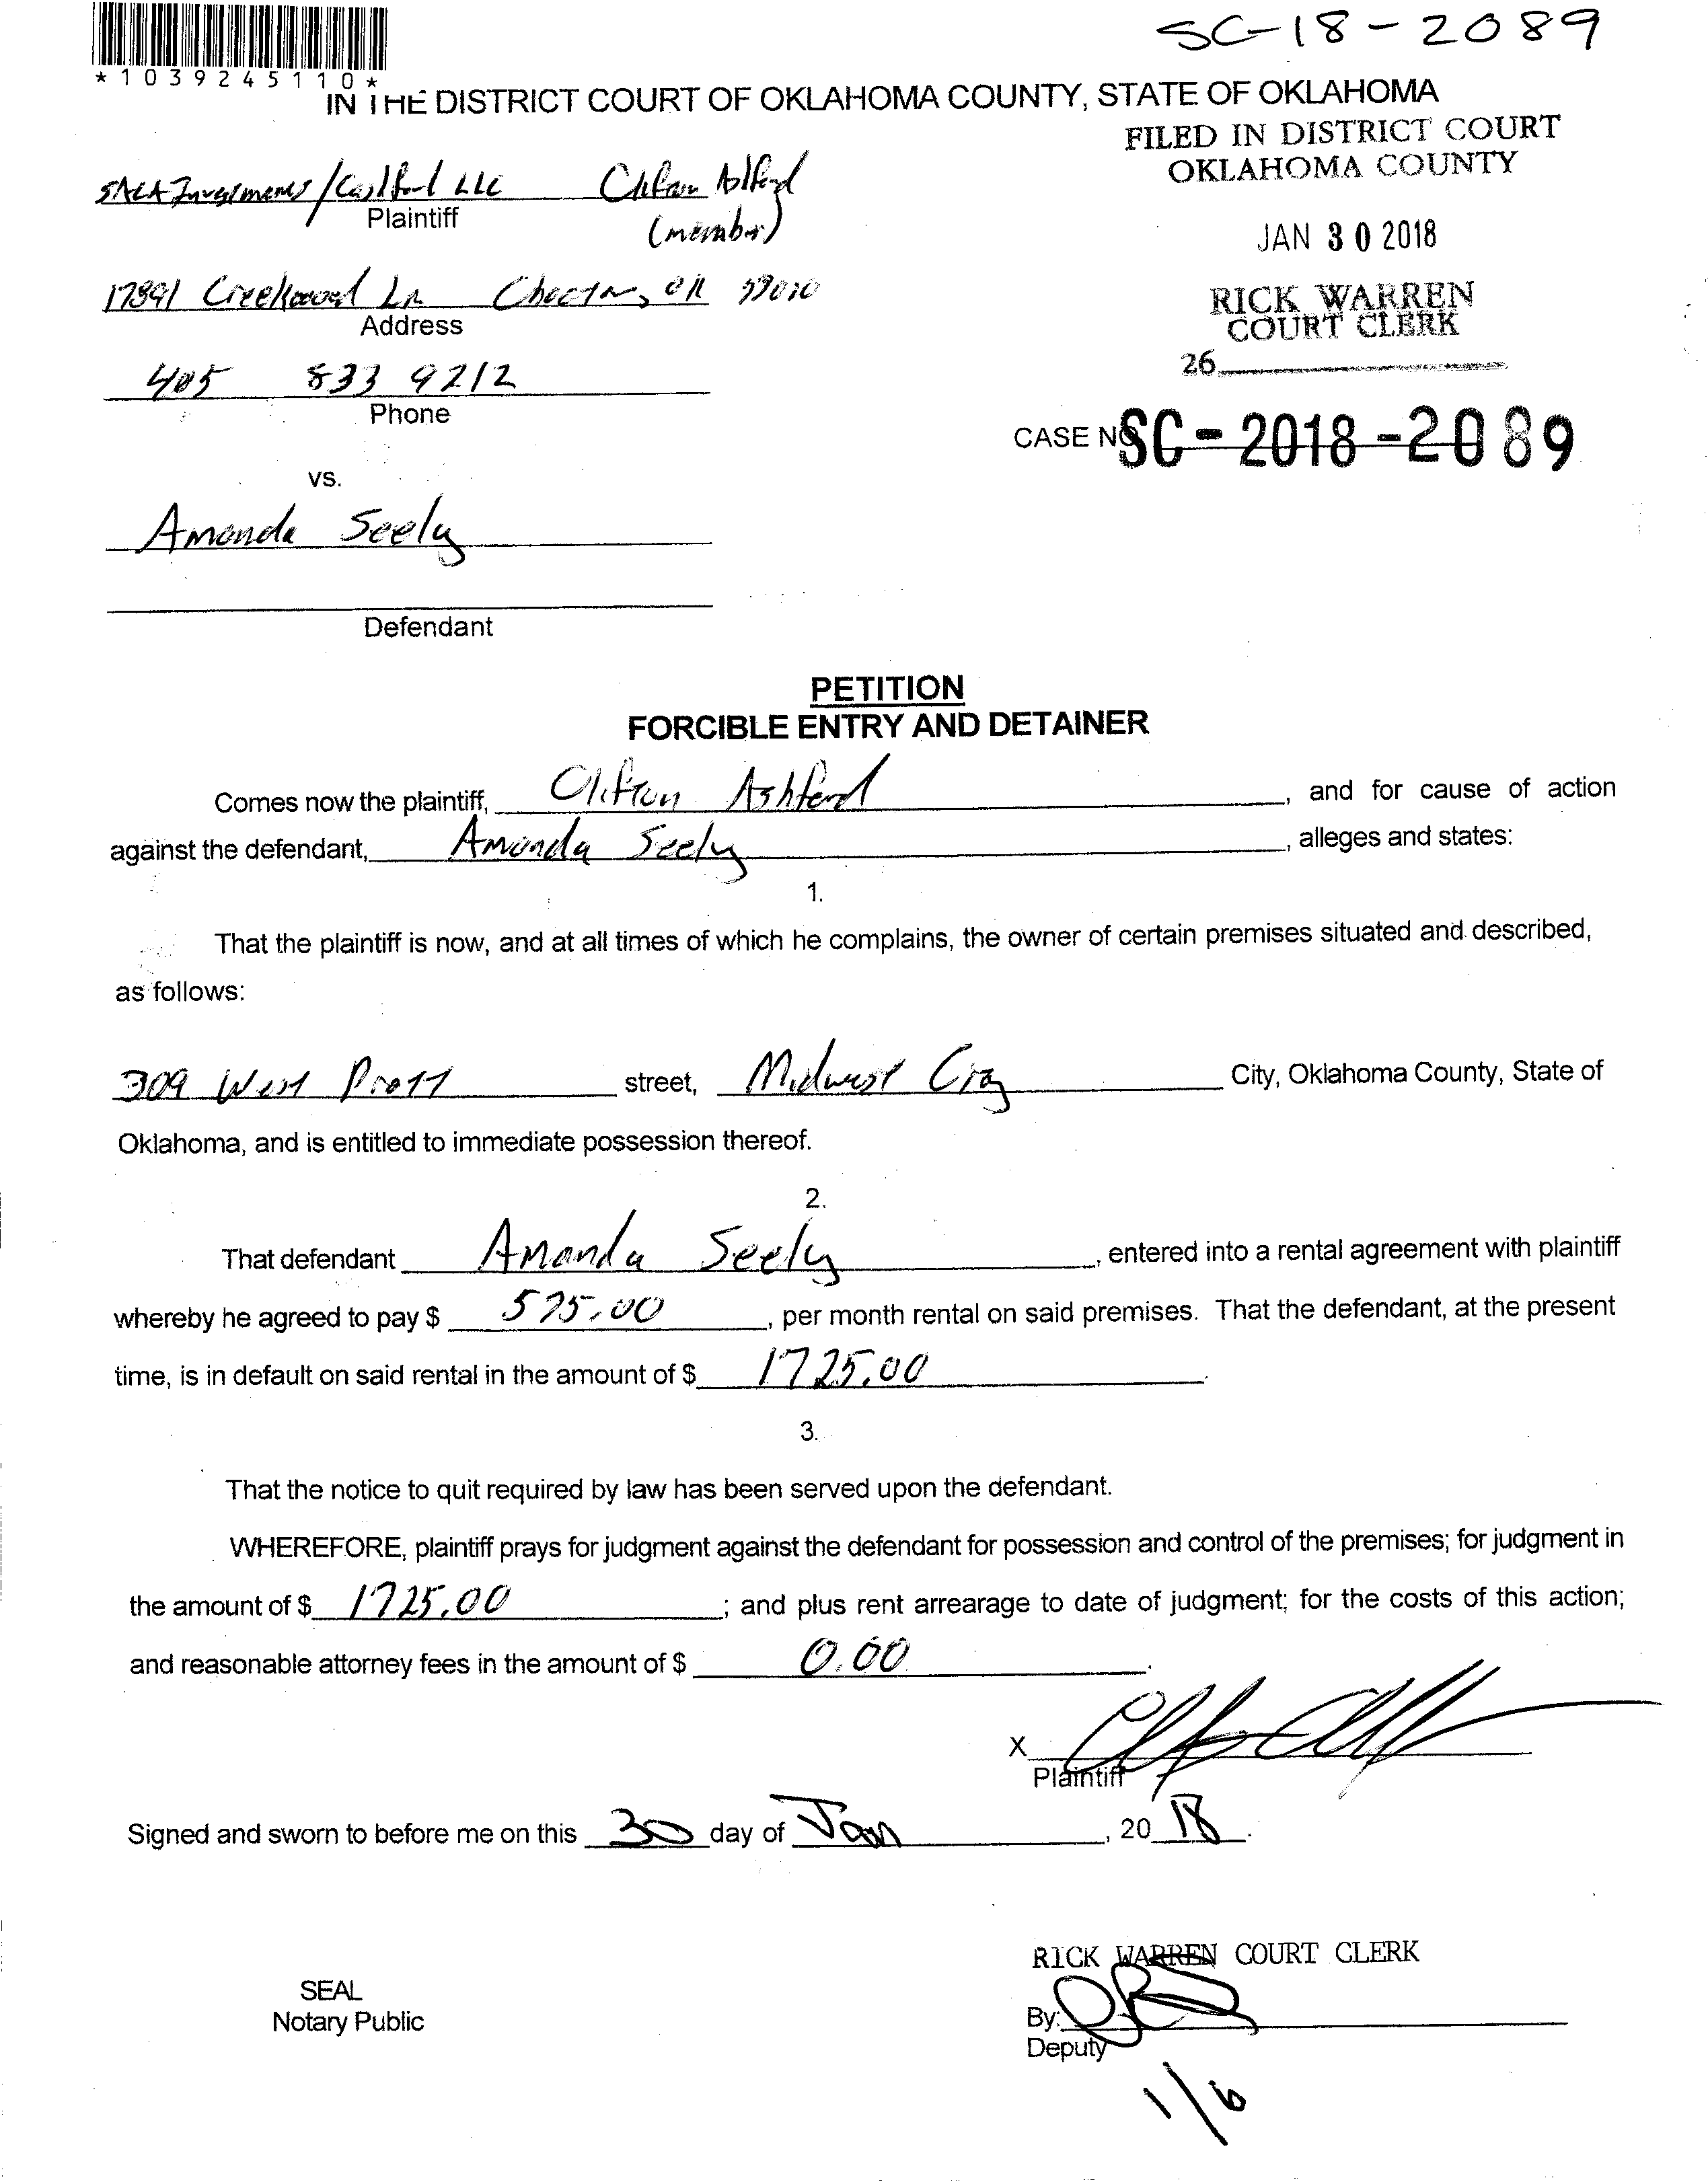 SC-18-2089
*1039245110*
IN THE DISTRICT COURT OF OKLAHOMA COUNTY, STATE OF OKLAHOMA
FILED IN DISTRICT COURT
OKLAHOMA COUNTY
JAN 30 2018
RICK WARREN
COURT CLERK
26
LLC Clifton Ashford
Plaintiff (member)
17891 Creekwood Ln Choctaw, OK
Address
405 833 9212
Phone
CASE NO. SC-2018-2089
vs.
Amanda Seely
Defendant
PETITION
FORCIBLE ENTRY AND DETAINER
Comes now the plaintiff, Clifton Ashford, and for cause of action
against the defendant, Amanda Seely, alleges and states:
1.
That the plaintiff is now, and at all times of which he complains, the owner of certain premises situated and described,
as follows:
309 West street, Midwest City City, Oklahoma County, State of
Oklahoma, and is entitled to immediate possession thereof.
2.
That defendant Amanda Seely, entered into a rental agreement with plaintiff
whereby he agreed to pay $ 575.00, per month rental on said premises. That the defendant, at the present
time, is in default on said rental in the amount of $ 1725.00.
3.
That the notice to quit required by law has been served upon the defendant.
WHEREFORE, plaintiff prays for judgment against the defendant for possession and control of the premises; for judgment in
the amount of $ 1725.00; and plus rent arrearage to date of judgment; for the costs of this action;
and reasonable attorney fees in the amount of $ 0.00.
X
Plaintiff
Signed and sworn to before me on this 30 day of Jan, 20 18.
RICK WARREN COURT CLERK
SEAL
Notary Public
By:
Deputy
1/6